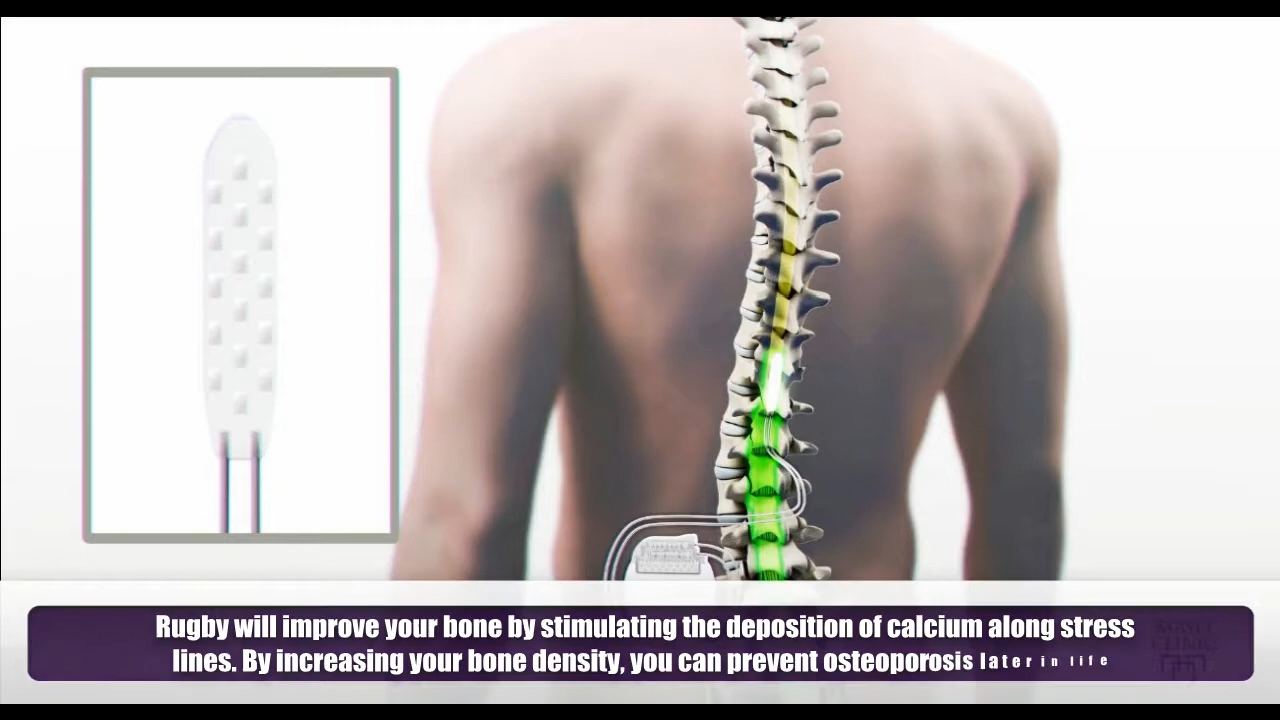 Rugby will improve your bone by stimulating the deposition of calcium along stress
lines. By increasing your bone density, you can prevent osteoporosis later in life
CLINIC